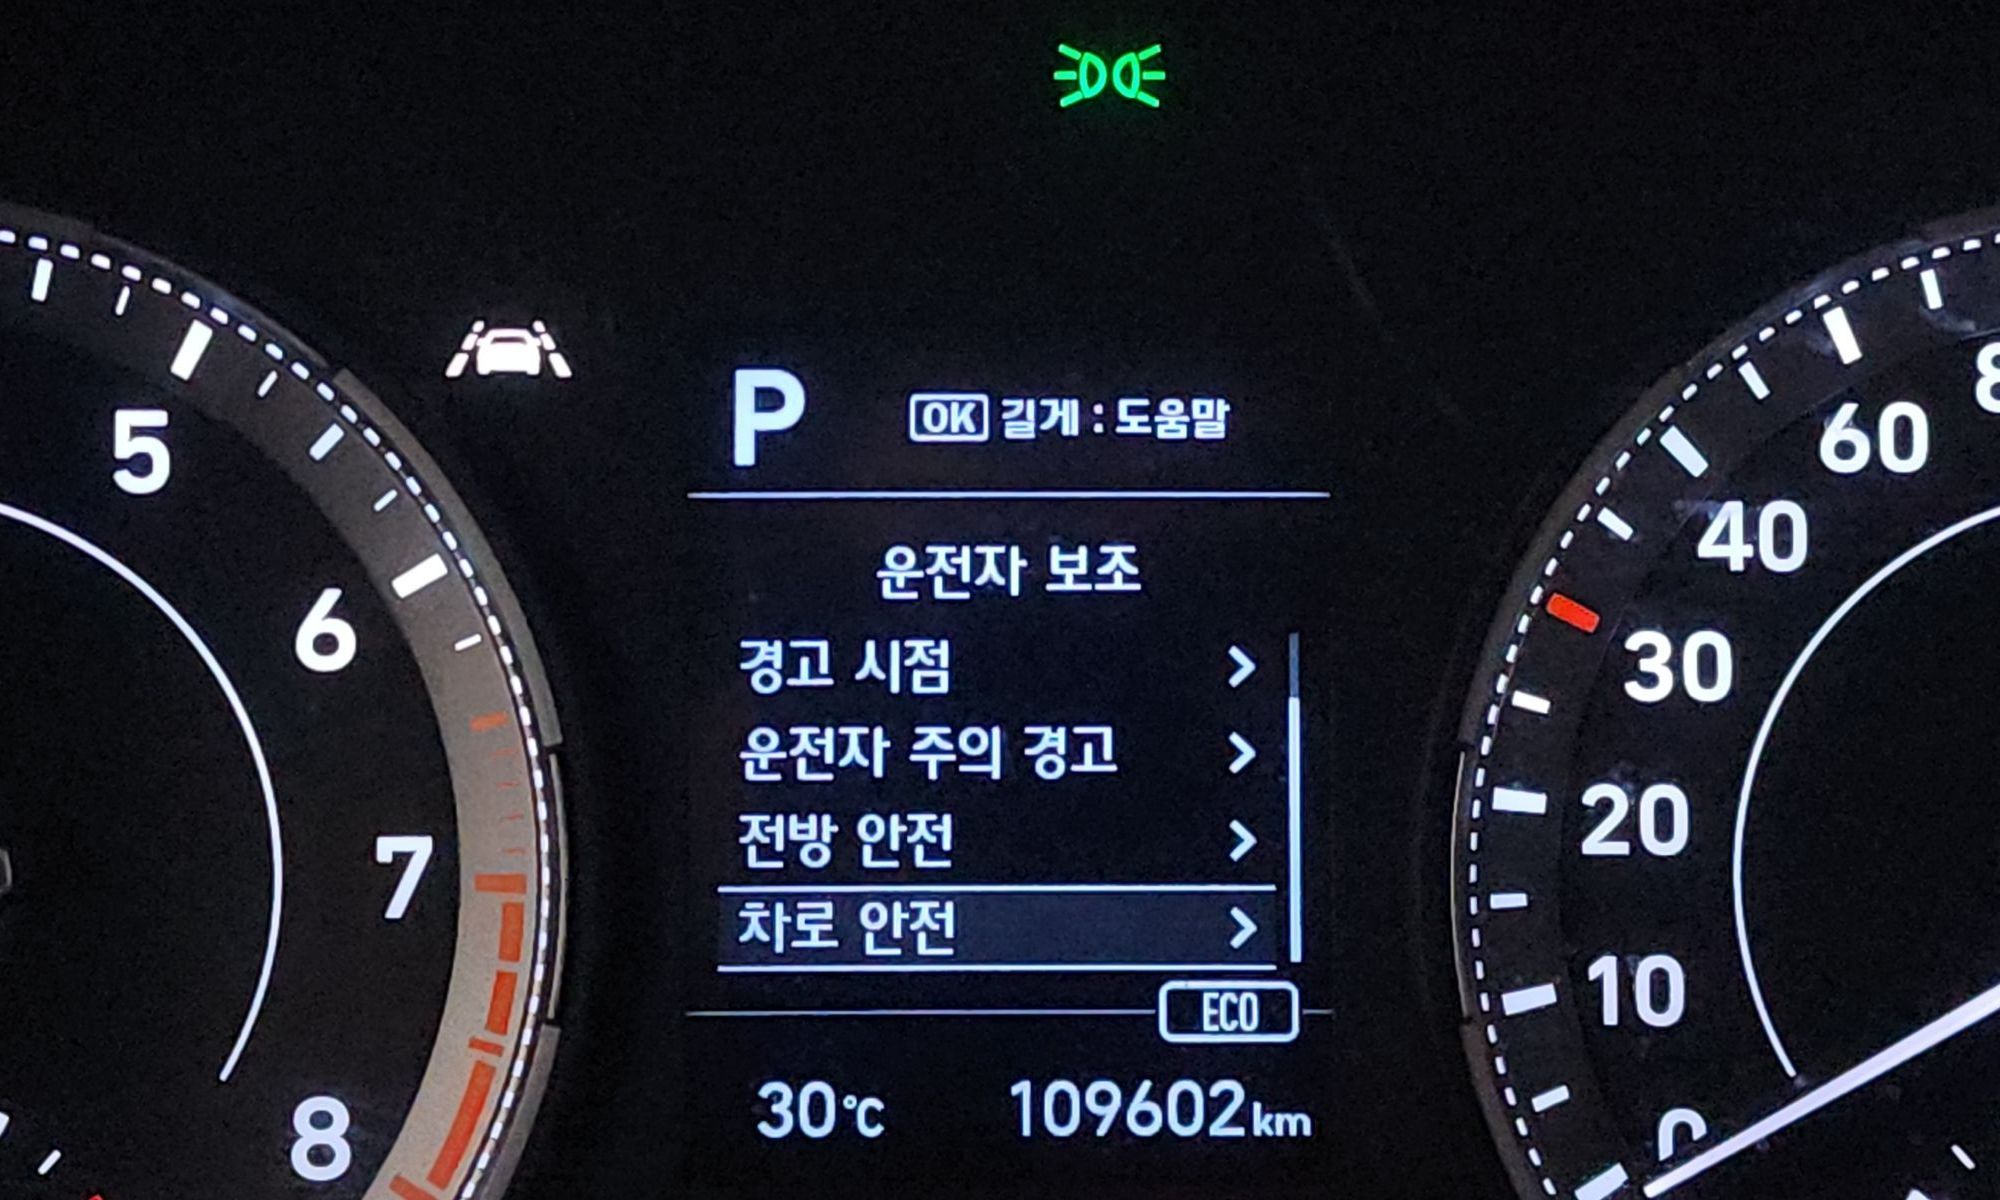 P
OK 길게 : 도움말
운전자 보조
경고 시점 >
운전자 주의 경고 >
전방 안전 >
차로 안전 >
ECO
30℃ 109602km
5
6
7
8
60
40
30
20
10
0